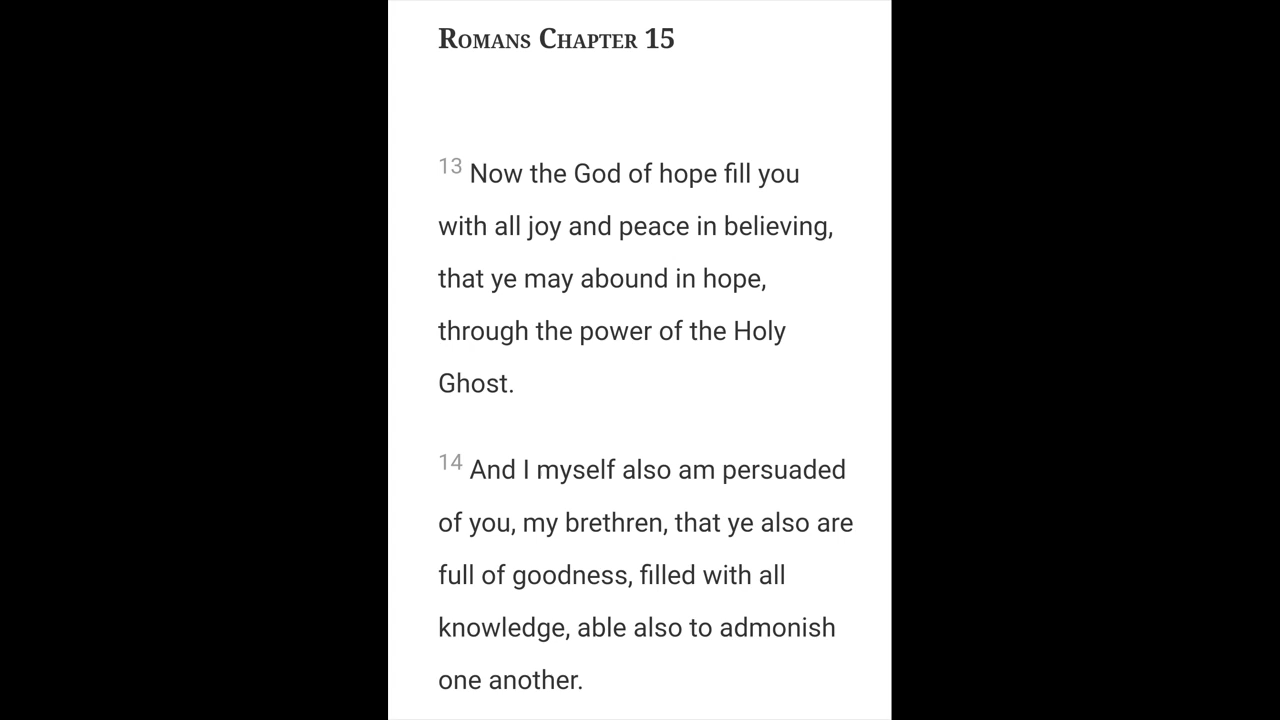 Romans Chapter 15
13 Now the God of hope fill you
with all joy and peace in believing,
that ye may abound in hope,
through the power of the Holy
Ghost.
14 And I myself also am persuaded
of you, my brethren, that ye also are
full of goodness, filled with all
knowledge, able also to admonish
one another.